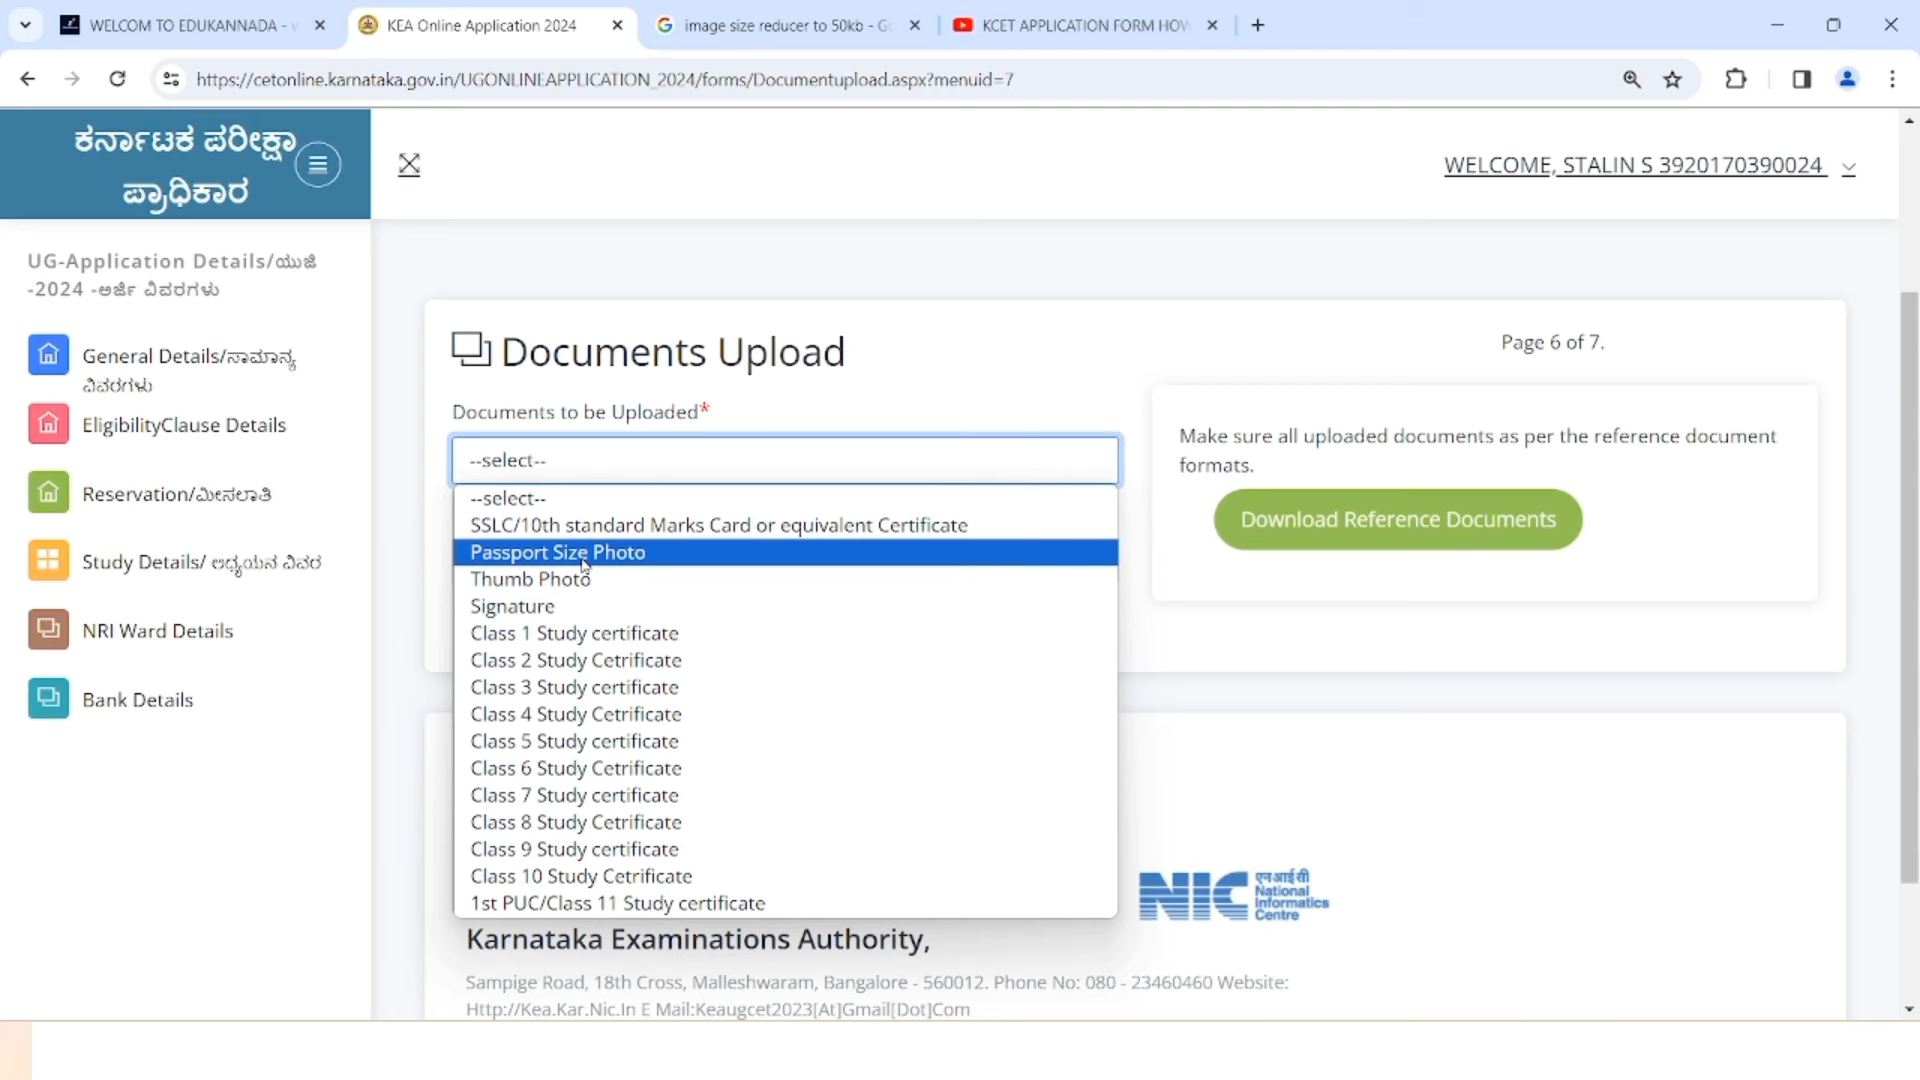 WELCOM TO EDUKANNADA - w
KEA Online Application 2024
image size reducer to 50kb - Go
KCET APPLICATION FORM HOW
https://cetonline.karnataka.gov.in/UGONLINEAPPLICATION_2024/forms/Documentupload.aspx?menuid=7
ಕರ್ನಾಟಕ ಪರೀಕ್ಷಾ
ಪ್ರಾಧಿಕಾರ
WELCOME, STALIN S 3920170390024
UG-Application Details/ಯುಜಿ
-2024 -ಅರ್ಜಿ ವಿವರಗಳು
General Details/ಸಾಮಾನ್ಯ
ವಿವರಗಳು
EligibilityClause Details
Reservation/ಮೀಸಲಾತಿ
Study Details/ ಅಧ್ಯಯನ ವಿವರ
NRI Ward Details
Bank Details
Documents Upload
Page 6 of 7.
Documents to be Uploaded*
--select--
--select--
SSLC/10th standard Marks Card or equivalent Certificate
Passport Size Photo
Thumb Photo
Signature
Class 1 Study certificate
Class 2 Study Cetrificate
Class 3 Study certificate
Class 4 Study Cetrificate
Class 5 Study certificate
Class 6 Study Cetrificate
Class 7 Study certificate
Class 8 Study Cetrificate
Class 9 Study certificate
Class 10 Study Cetrificate
1st PUC/Class 11 Study certificate
Make sure all uploaded documents as per the reference document
formats.
Download Reference Documents
NIC
एनआईसी
National
Informatics
Centre
Karnataka Examinations Authority,
Sampige Road, 18th Cross, Malleshwaram, Bangalore - 560012. Phone No: 080 - 23460460 Website:
Http://Kea.Kar.Nic.In E Mail:Keaugcet2023[At]Gmail[Dot]Com